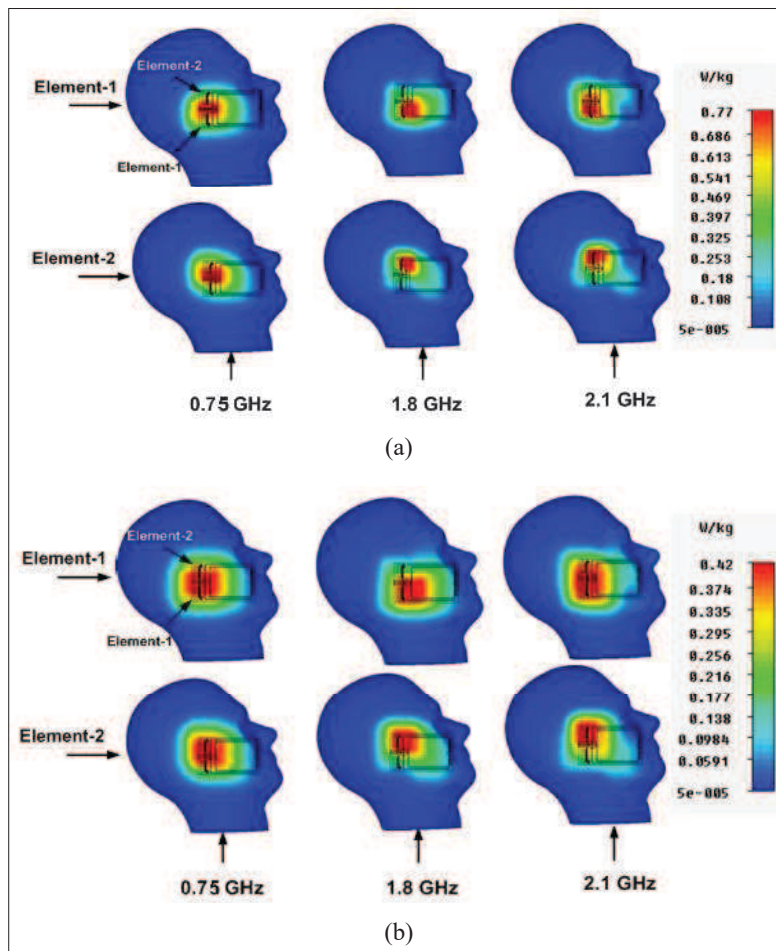 Element-2
Element-1
Element-1
Element-2
0.75 GHz
1.8 GHz
2.1 GHz
W/kg
0.77
0.686
0.613
0.541
0.469
0.397
0.325
0.253
0.18
0.108
5e-005
(a)
Element-2
Element-1
Element-1
Element-2
0.75 GHz
1.8 GHz
2.1 GHz
W/kg
0.42
0.374
0.335
0.295
0.256
0.216
0.177
0.138
0.0984
0.0591
5e-005
(b)